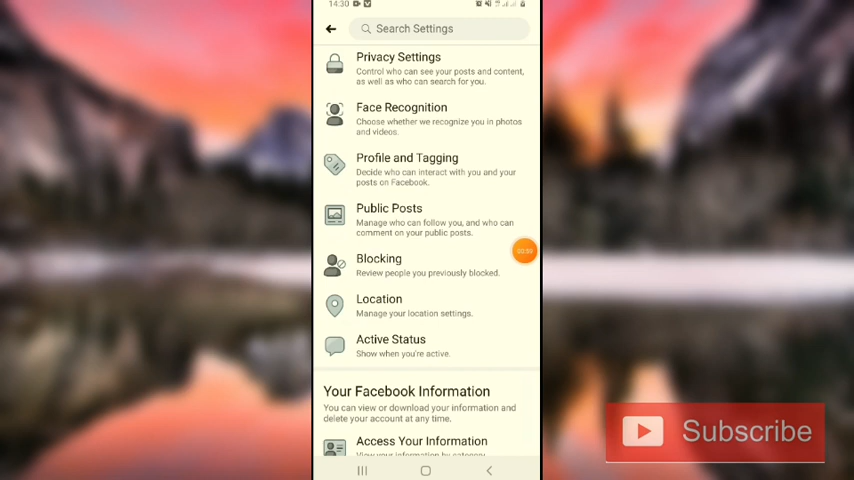 14:30
Search Settings
Privacy Settings
Control who can see your posts and content,
as well as who can search for you.
Face Recognition
Choose whether we recognize you in photos
and videos.
Profile and Tagging
Decide who can interact with you and your
posts on Facebook.
Public Posts
Manage who can follow you, and who can
comment on your public posts.
Blocking
Review people you previously blocked.
Location
Manage your location settings.
Active Status
Show when you're active.
Your Facebook Information
You can view or download your information and
delete your account at any time.
Access Your Information
View your information by category.
Subscribe